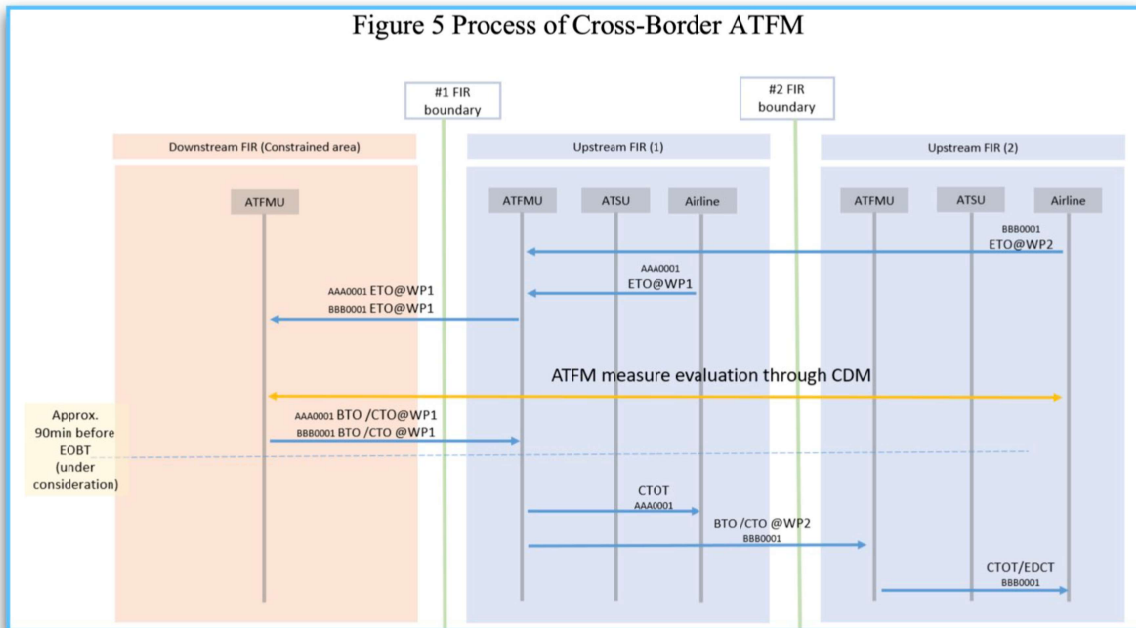 Figure 5 Process of Cross-Border ATFM
#1 FIR
boundary
#2 FIR
boundary
Downstream FIR (Constrained area)
Upstream FIR (1)
Upstream FIR (2)
ATFMU
ATFMU
ATSU
Airline
ATFMU
ATSU
Airline
BBB0001
ETO@WP2
AAA0001
ETO@WP1
AAA0001 ETO@WP1
BBB0001 ETO@WP1
ATFM measure evaluation through CDM
AAA0001 BTO /CTO@WP1
BBB0001 BTO /CTO @WP1
Approx.
90min before
EOBT
(under
consideration)
CTOT
AAA0001
BTO /CTO @WP2
BBB0001
CTOT/EDCT
BBB0001